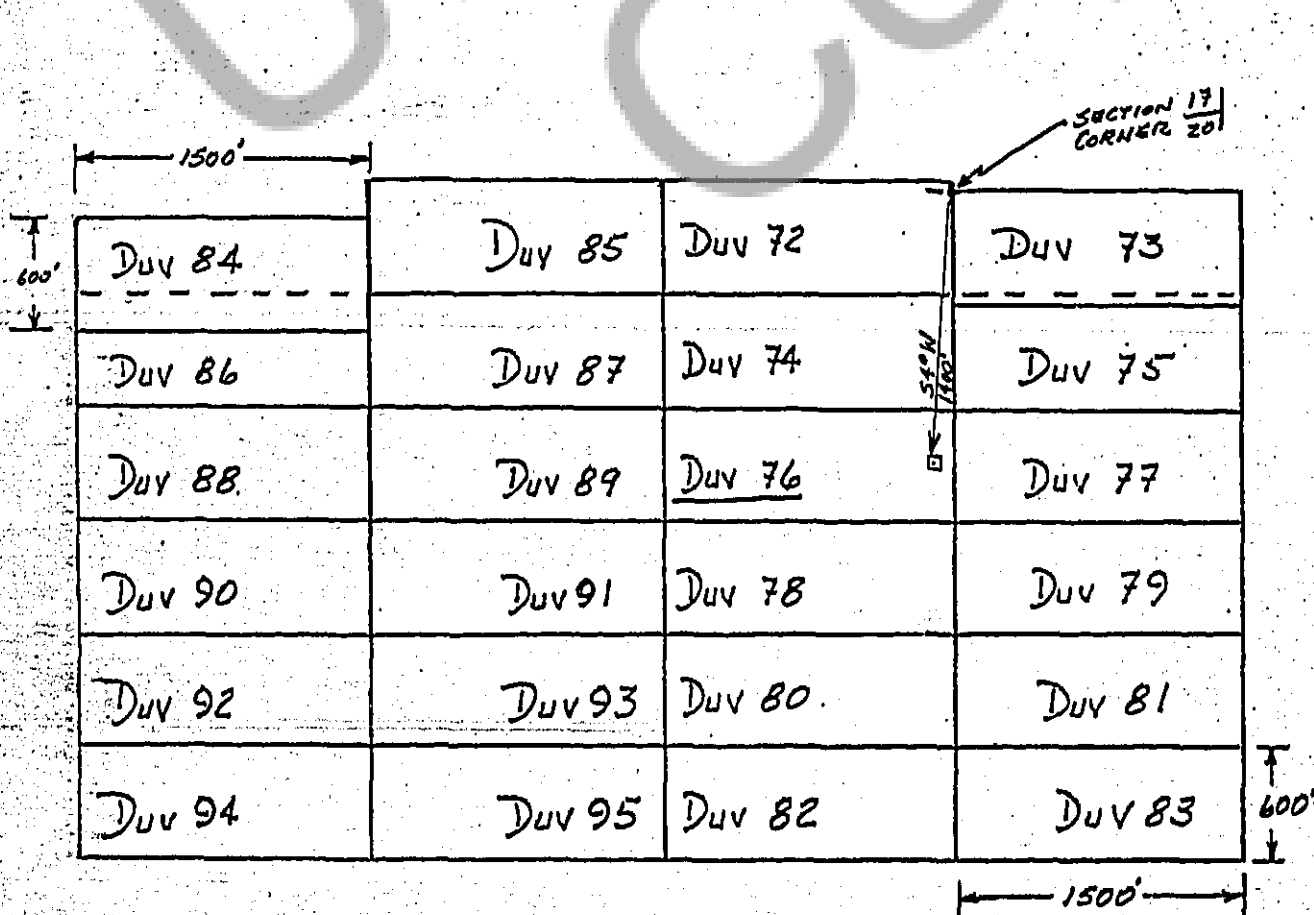 SECTION 17
CORNER 20
1500'
600'
Duv 84
Duv 85
Duv 72
Duv 73
Duv 86
Duv 87
Duv 74
S4°W
1400'
Duv 75
Duv 88
Duv 89
Duv 76
Duv 77
Duv 90
Duv 91
Duv 78
Duv 79
Duv 92
Duv 93
Duv 80
Duv 81
Duv 94
Duv 95
Duv 82
Duv 83
600'
1500'